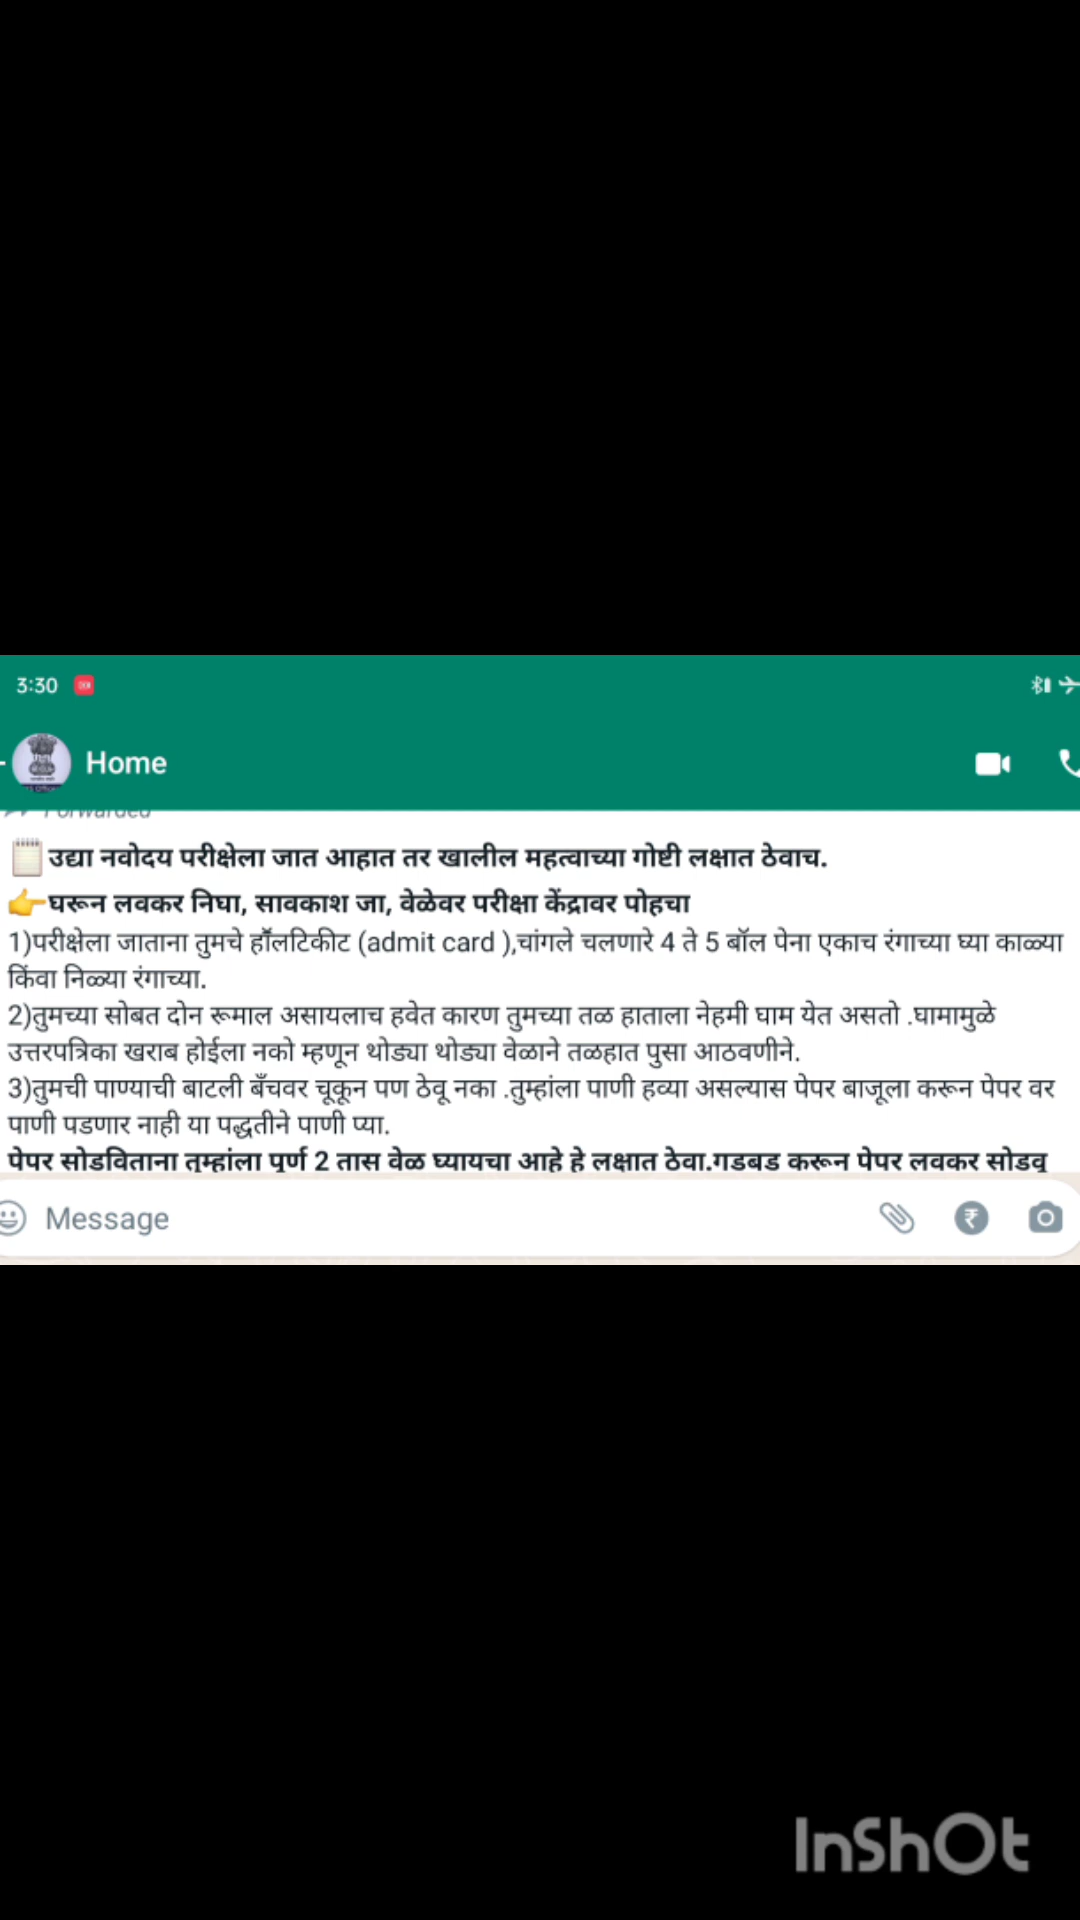 3:30
Home
Forwarded
उद्या नवोदय परीक्षेला जात आहात तर खालील महत्वाच्या गोष्टी लक्षात ठेवाच.
👉घरून लवकर निघा, सावकाश जा, वेळेवर परीक्षा केंद्रावर पोहचा
1)परीक्षेला जाताना तुमचे हॉलटिकीट (admit card ),चांगले चलणारे 4 ते 5 बॉल पेना एकाच रंगाच्या घ्या काळ्या
किंवा निळ्या रंगाच्या.
2)तुमच्या सोबत दोन रूमाल असायलाच हवेत कारण तुमच्या तळ हाताला नेहमी घाम येत असतो .घामामुळे
उत्तरपत्रिका खराब होईला नको म्हणून थोड्या थोड्या वेळाने तळहात पुसा आठवणीने.
3)तुमची पाण्याची बाटली बँचवर चूकून पण ठेवू नका .तुम्हांला पाणी हव्या असल्यास पेपर बाजूला करून पेपर वर
पाणी पडणार नाही या पद्धतीने पाणी प्या.
पेपर सोडविताना तुम्हांला पूर्ण 2 तास वेळ घ्यायचा आहे हे लक्षात ठेवा.गडबड करून पेपर लवकर सोडवू
Message
InShOt